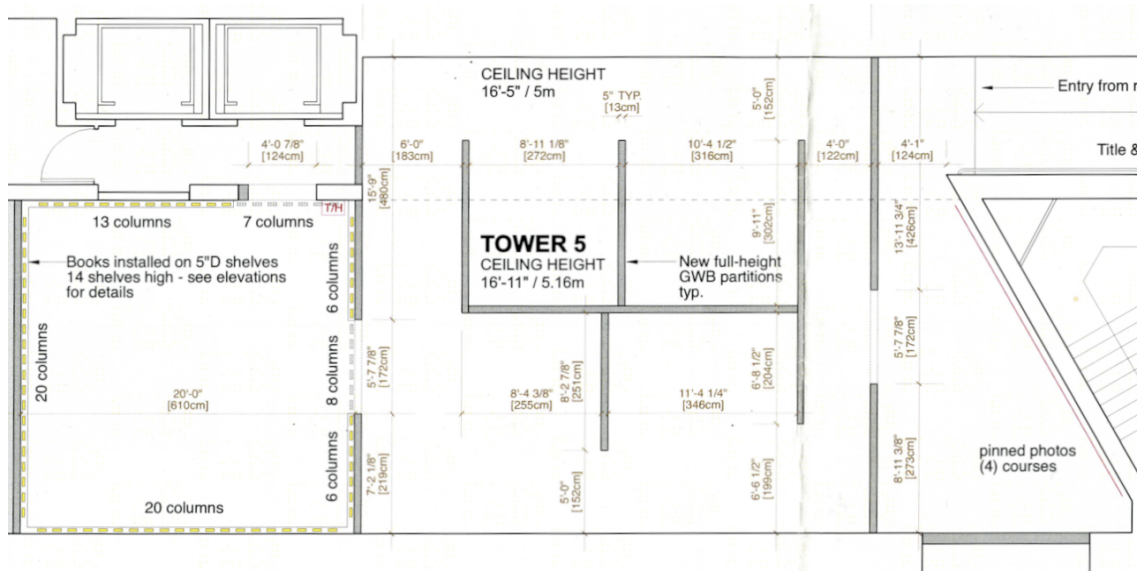 CEILING HEIGHT
16'-5" / 5m
5" TYP.
[13cm]
5'-0"
[152cm]
Entry from
4'-0 7/8"
[124cm]
6'-0"
[183cm]
8'-11 1/8"
[272cm]
10'-4 1/2"
[316cm]
4'-0"
[122cm]
4'-1"
[124cm]
Title &
15'-9"
[480cm]
T/H
13 columns
7 columns
9'-11"
[302cm]
13'-11 3/4"
[426cm]
TOWER 5
CEILING HEIGHT
16'-11" / 5.16m
New full-height
GWB partitions
typ.
Books installed on 5"D shelves
14 shelves high - see elevations
for details
6 columns
20 columns
8 columns
5'-7 7/8"
[172cm]
20'-0"
[610cm]
8'-4 3/8"
[255cm]
8'-2 7/8"
[251cm]
11'-4 1/4"
[346cm]
6'-8 1/2"
[204cm]
5'-7 7/8"
[172cm]
6 columns
7'-2 1/8"
[219cm]
5'-0"
[152cm]
6'-6 1/2"
[199cm]
8'-11 3/8"
[273cm]
pinned photos
(4) courses
20 columns